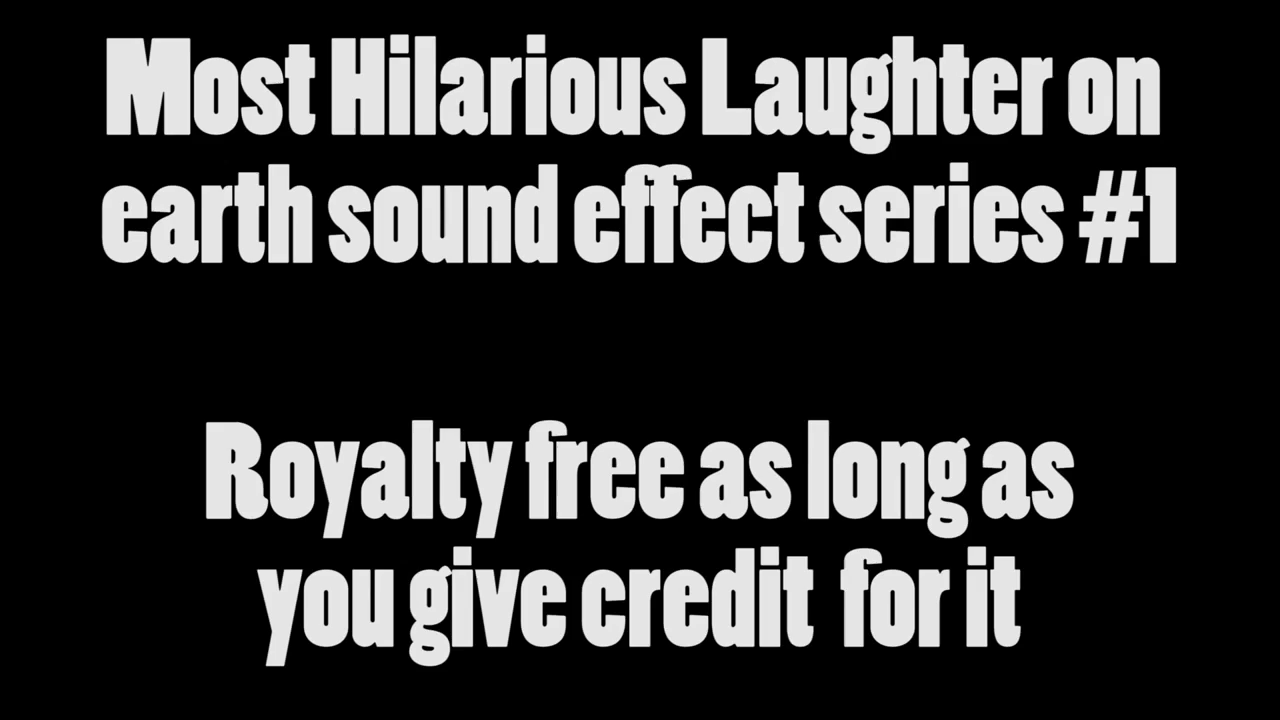 Most Hilarious Laughter on
earth sound effect series #1
Royalty free as long as
you give credit for it